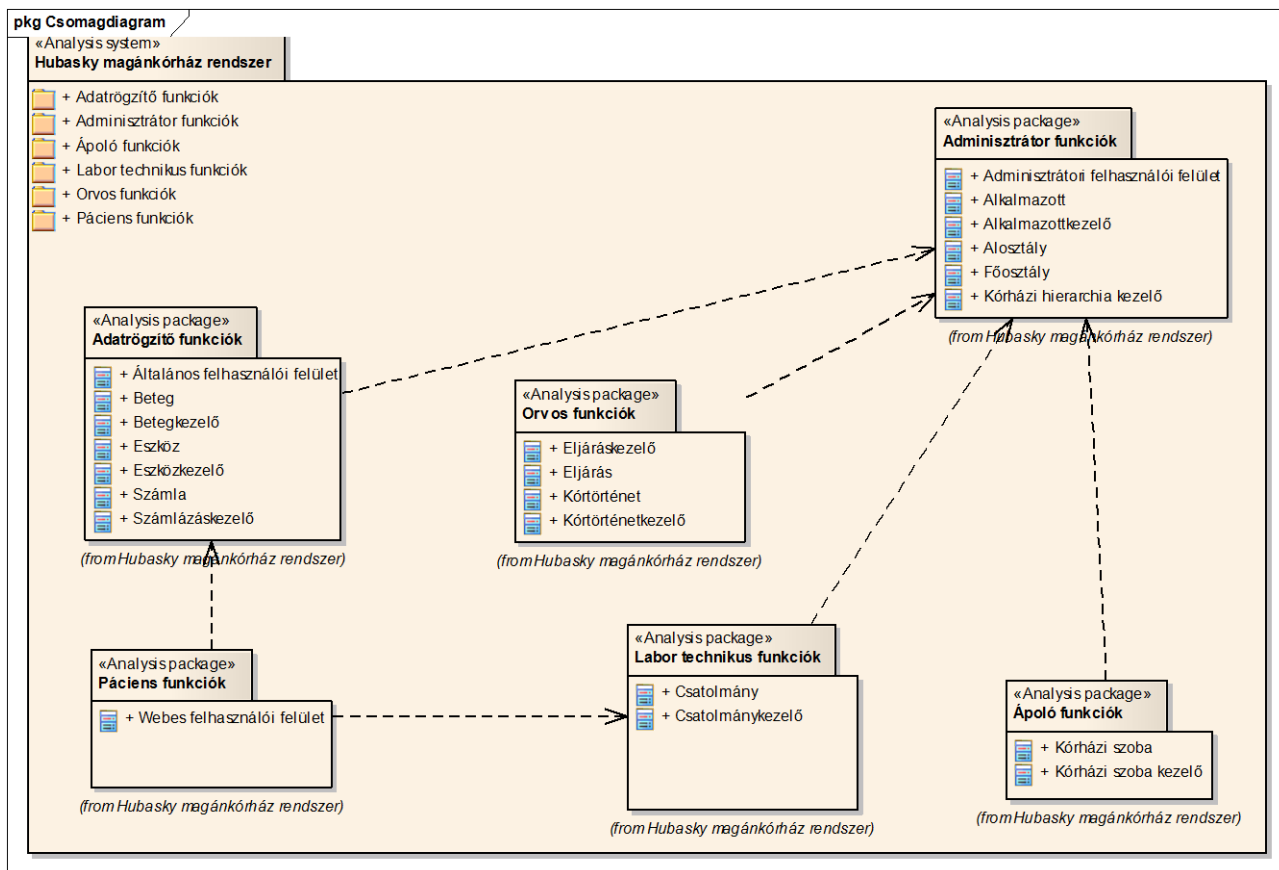 pkg Csomagdiagram
«Analysis system»
Hubasky magánkórház rendszer
+ Adatrögzítő funkciók
+ Adminisztrátor funkciók
+ Ápoló funkciók
+ Labor technikus funkciók
+ Orvos funkciók
+ Páciens funkciók
«Analysis package»
Adminisztrátor funkciók
+ Adminisztrátori felhasználói felület
+ Alkalmazott
+ Alkalmazottkezelő
+ Alosztály
+ Főosztály
+ Kórházi hierarchia kezelő
(from Hubasky magánkórház rendszer)
«Analysis package»
Adatrögzítő funkciók
+ Általános felhasználói felület
+ Beteg
+ Betegkezelő
+ Eszköz
+ Eszközkezelő
+ Számla
+ Számlázáskezelő
(from Hubasky magánkórház rendszer)
«Analysis package»
Orvos funkciók
+ Eljáráskezelő
+ Eljárás
+ Kórtörténet
+ Kórtörténetkezelő
(from Hubasky magánkórház rendszer)
«Analysis package»
Páciens funkciók
+ Webes felhasználói felület
(from Hubasky magánkórház rendszer)
«Analysis package»
Labor technikus funkciók
+ Csatolmány
+ Csatolmánykezelő
(from Hubasky magánkórház rendszer)
«Analysis package»
Ápoló funkciók
+ Kórházi szoba
+ Kórházi szoba kezelő
(from Hubasky magánkórház rendszer)